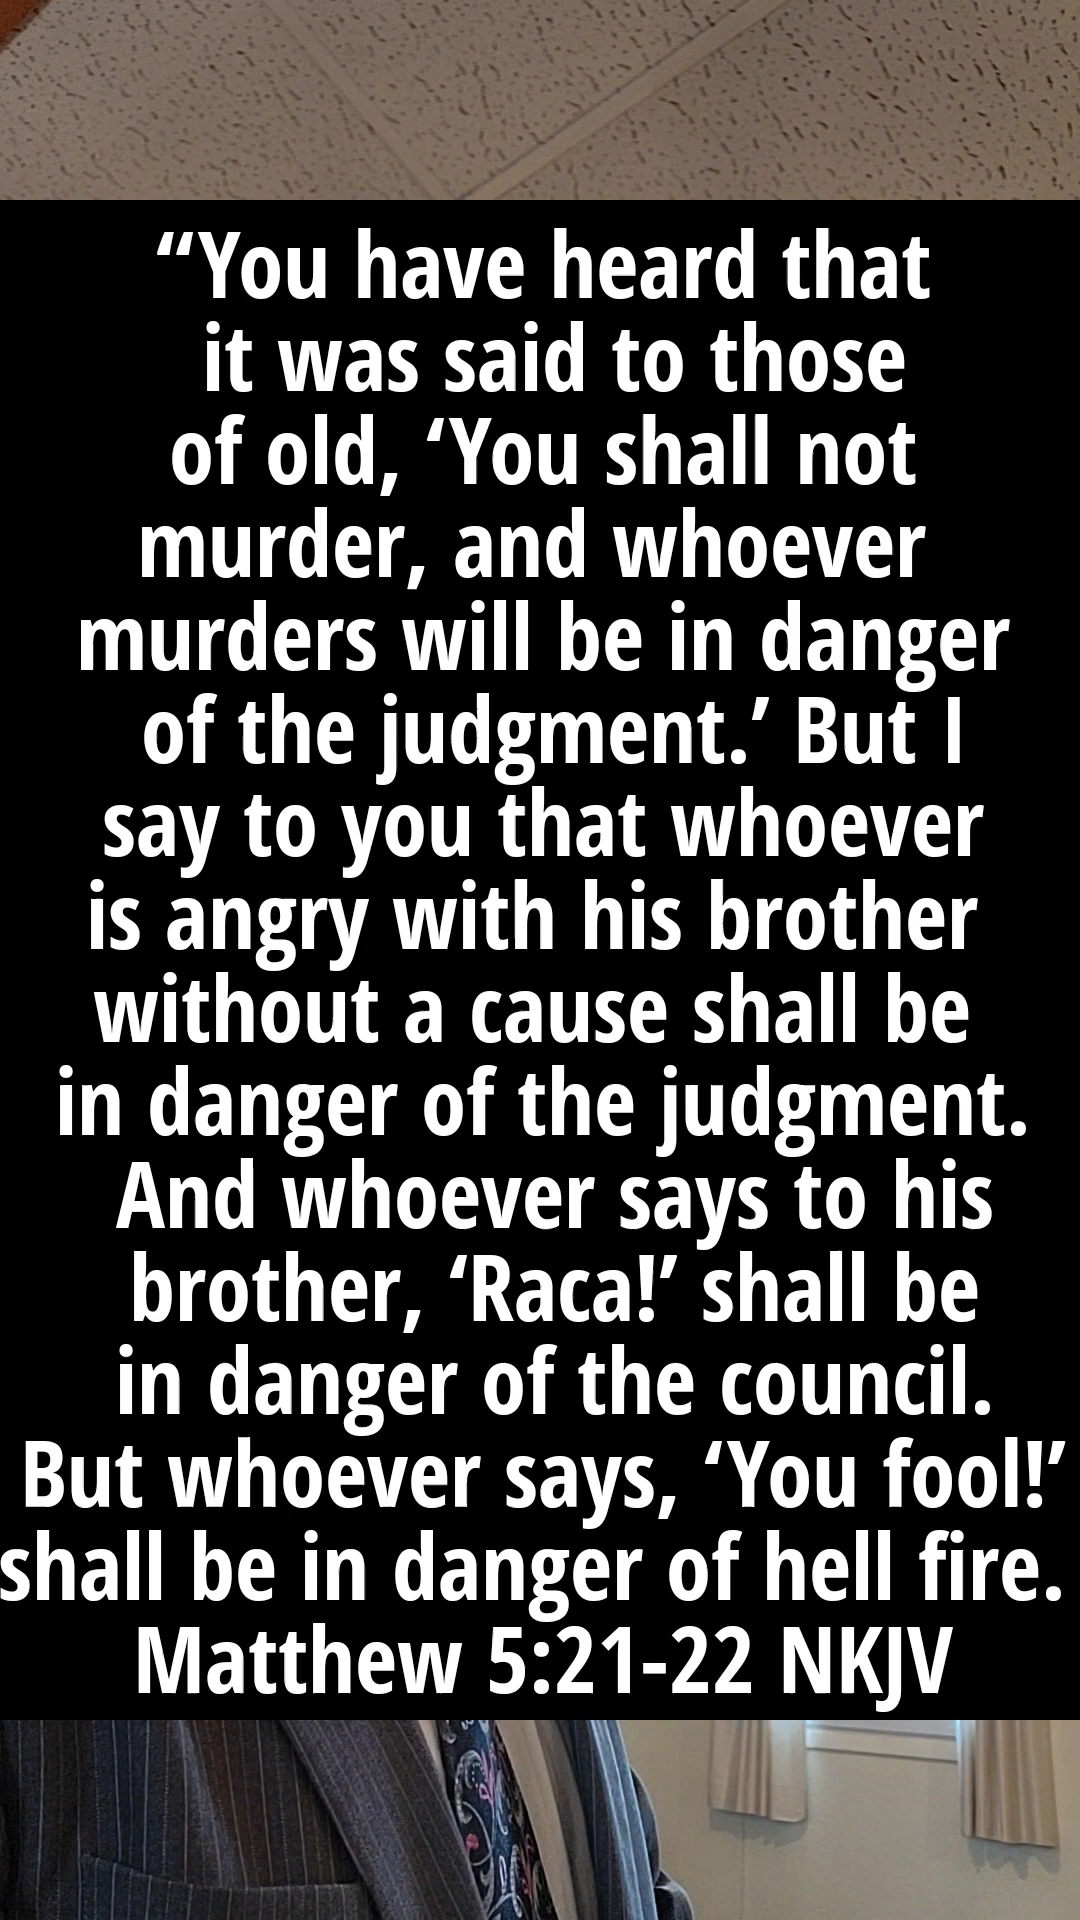 “You have heard that
it was said to those
of old, ‘You shall not
murder, and whoever
murders will be in danger
of the judgment.’ But I
say to you that whoever
is angry with his brother
without a cause shall be
in danger of the judgment.
And whoever says to his
brother, ‘Raca!’ shall be
in danger of the council.
But whoever says, ‘You fool!’
shall be in danger of hell fire.
Matthew 5:21-22 NKJV